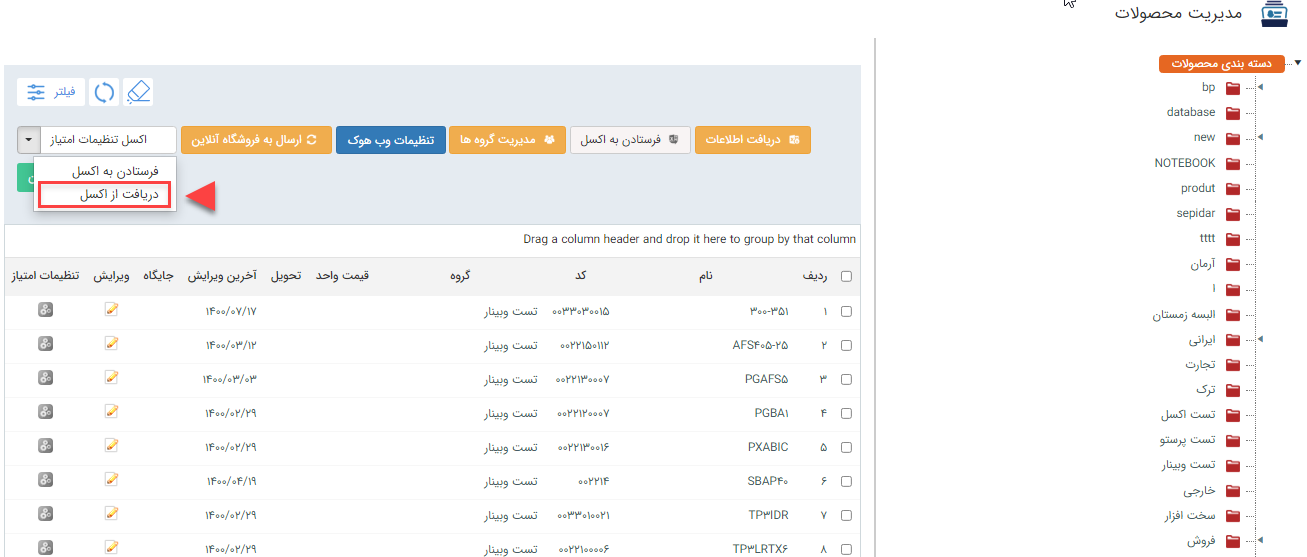 مدیریت محصولات
دسته بندی محصولات
bp
database
new
NOTEBOOK
produt
sepidar
tttt
آرمان
ا
البسه زمستان
ایرانی
تجارت
ترک
تست اکسل
تست پرستو
تست وبینار
خارجی
سخت افزار
فروش
فیلتر
دریافت اطلاعات فرستادن به اکسل مدیریت گروه ها تنظیمات وب هوک ارسال به فروشگاه آنلاین اکسل تنظیمات امتیاز
فرستادن به اکسل
دریافت از اکسل
Drag a column header and drop it here to group by that column
ردیف نام کد گروه قیمت واحد تحویل آخرین ویرایش جایگاه ویرایش تنظیمات امتیاز
۱ ۳۰۰-۳۵۱ ۰۰۳۳۰۳۰۰۱۵ تست وبینار ۱۴۰۰/۰۷/۱۷
۲ AFS۴۰۵-۲۵ ۰۰۲۲۱۵۰۱۱۲ تست وبینار ۱۴۰۰/۰۳/۱۲
۳ PGAFS۵ ۰۰۲۲۱۳۰۰۰۷ تست وبینار ۱۴۰۰/۰۳/۰۳
۴ PGBA۱ ۰۰۲۲۱۲۰۰۰۷ تست وبینار ۱۴۰۰/۰۲/۲۹
۵ PXABIC ۰۰۲۲۱۳۰۰۱۶ تست وبینار ۱۴۰۰/۰۲/۲۹
۶ SBAP۴۰ ۰۰۲۲۱۴ تست وبینار ۱۴۰۰/۰۴/۱۹
۷ TP۳IDR ۰۰۳۳۰۱۰۰۲۱ تست وبینار ۱۴۰۰/۰۲/۲۹
۸ TP۳LRTX۶ ۰۰۲۲۱۰۰۰۰۶ تست وبینار ۱۴۰۰/۰۲/۲۹